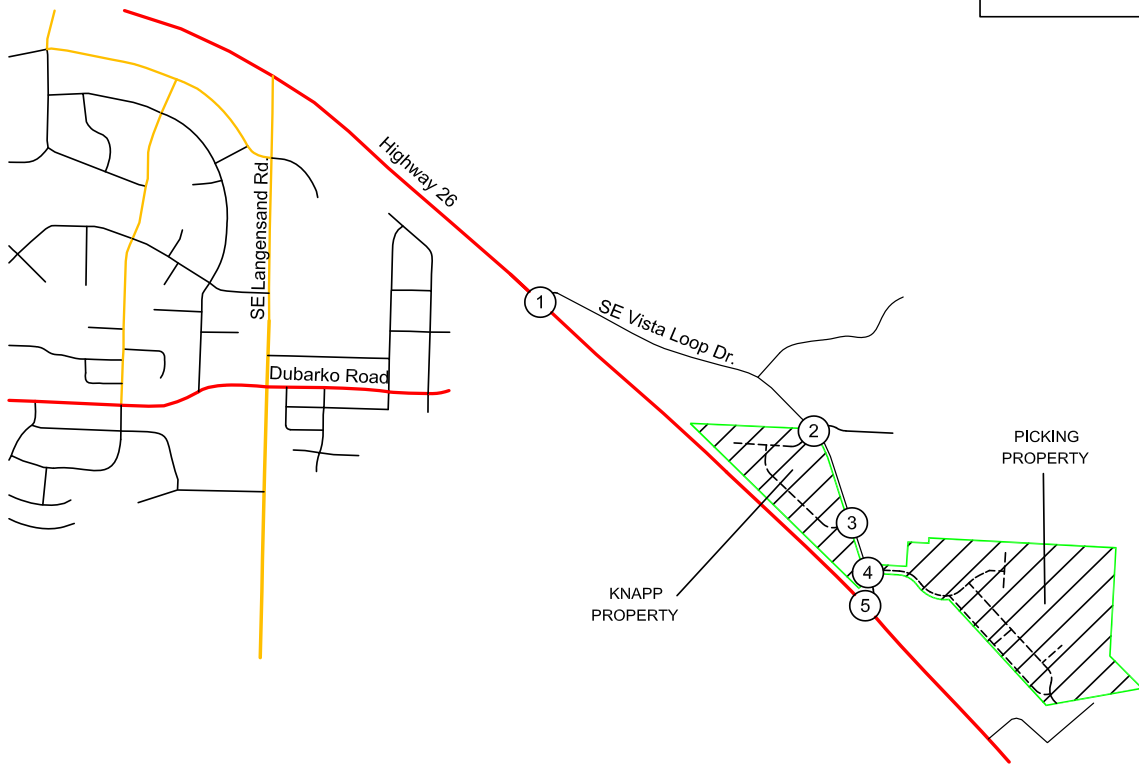 Highway 26
SE Langensand Rd.
1
SE Vista Loop Dr.
Dubarko Road
2
PICKING
PROPERTY
3
4
KNAPP
PROPERTY
5